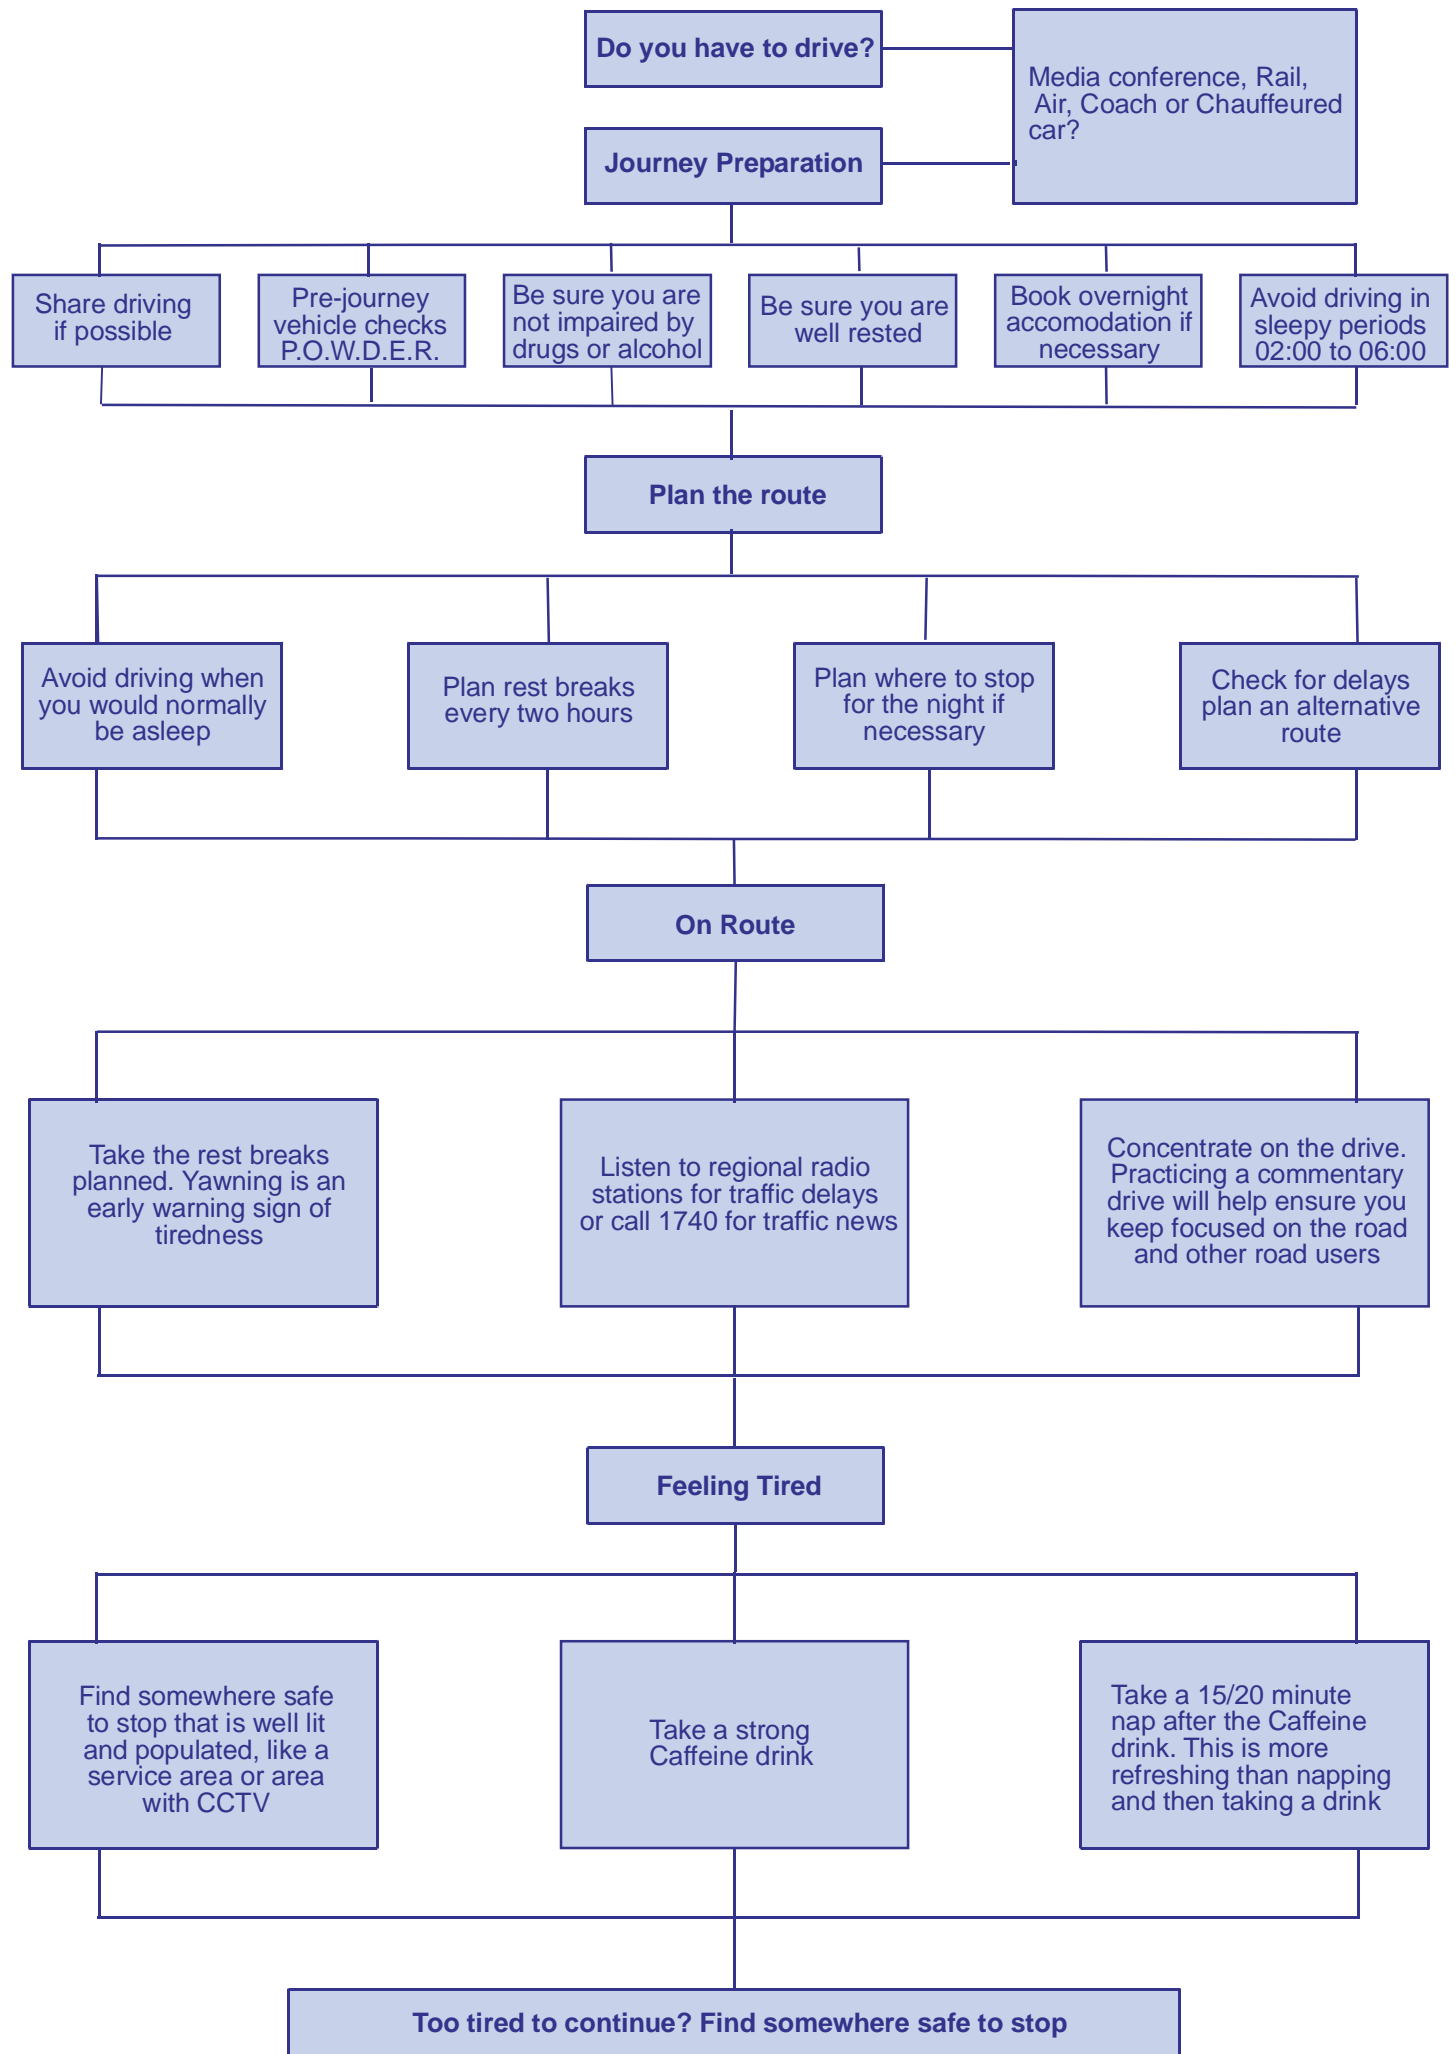 Do you have to drive?
Media conference, Rail,
Air, Coach or Chauffeured
car?
Journey Preparation
Share driving
if possible
Pre-journey
vehicle checks
P.O.W.D.E.R.
Be sure you are
not impaired by
drugs or alcohol
Be sure you are
well rested
Book overnight
accomodation if
necessary
Avoid driving in
sleepy periods
02:00 to 06:00
Plan the route
Avoid driving when
you would normally
be asleep
Plan rest breaks
every two hours
Plan where to stop
for the night if
necessary
Check for delays
plan an alternative
route
On Route
Take the rest breaks
planned. Yawning is an
early warning sign of
tiredness
Listen to regional radio
stations for traffic delays
or call 1740 for traffic news
Concentrate on the drive.
Practicing a commentary
drive will help ensure you
keep focused on the road
and other road users
Feeling Tired
Find somewhere safe
to stop that is well lit
and populated, like a
service area or area
with CCTV
Take a strong
Caffeine drink
Take a 15/20 minute
nap after the Caffeine
drink. This is more
refreshing than napping
and then taking a drink
Too tired to continue? Find somewhere safe to stop